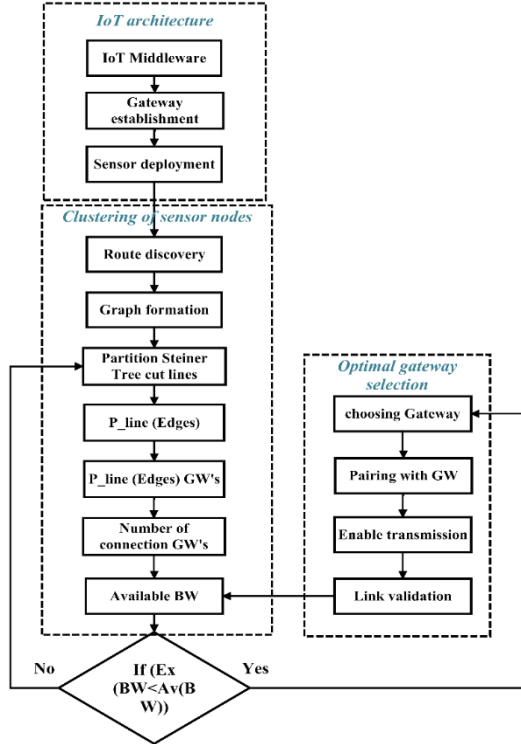 IoT architecture
IoT Middleware
Gateway
establishment
Sensor deployment
Clustering of sensor nodes
Route discovery
Graph formation
Partition Steiner
Tree cut lines
P_line (Edges)
P_line (Edges) GW's
Number of
connection GW's
Available BW
Optimal gateway
selection
choosing Gateway
Pairing with GW
Enable transmission
Link validation
No
If (Ex
(BW<Av(B
W))
Yes